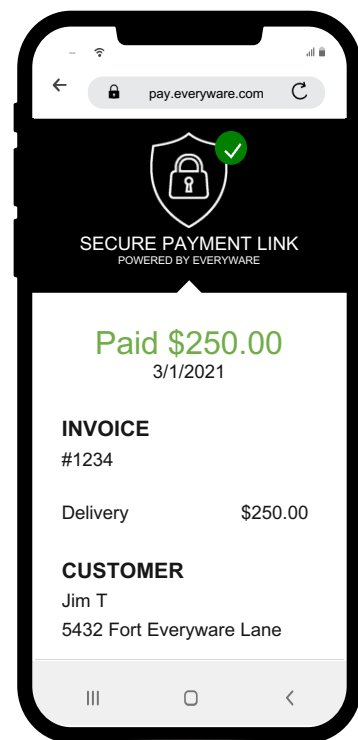 pay.everyware.com
SECURE PAYMENT LINK
POWERED BY EVERYWARE
Paid $250.00
3/1/2021
INVOICE
#1234
Delivery $250.00
CUSTOMER
Jim T
5432 Fort Everyware Lane